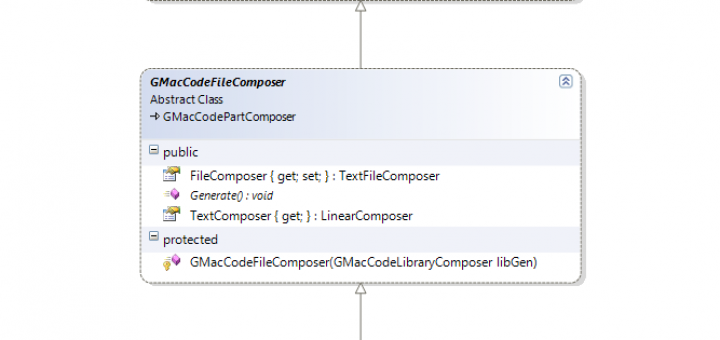 GMacCodeFileComposer
Abstract Class
→ GMacCodePartComposer
public
FileComposer { get; set; } : TextFileComposer
Generate() : void
TextComposer { get; } : LinearComposer
protected
GMacCodeFileComposer(GMacCodeLibraryComposer libGen)